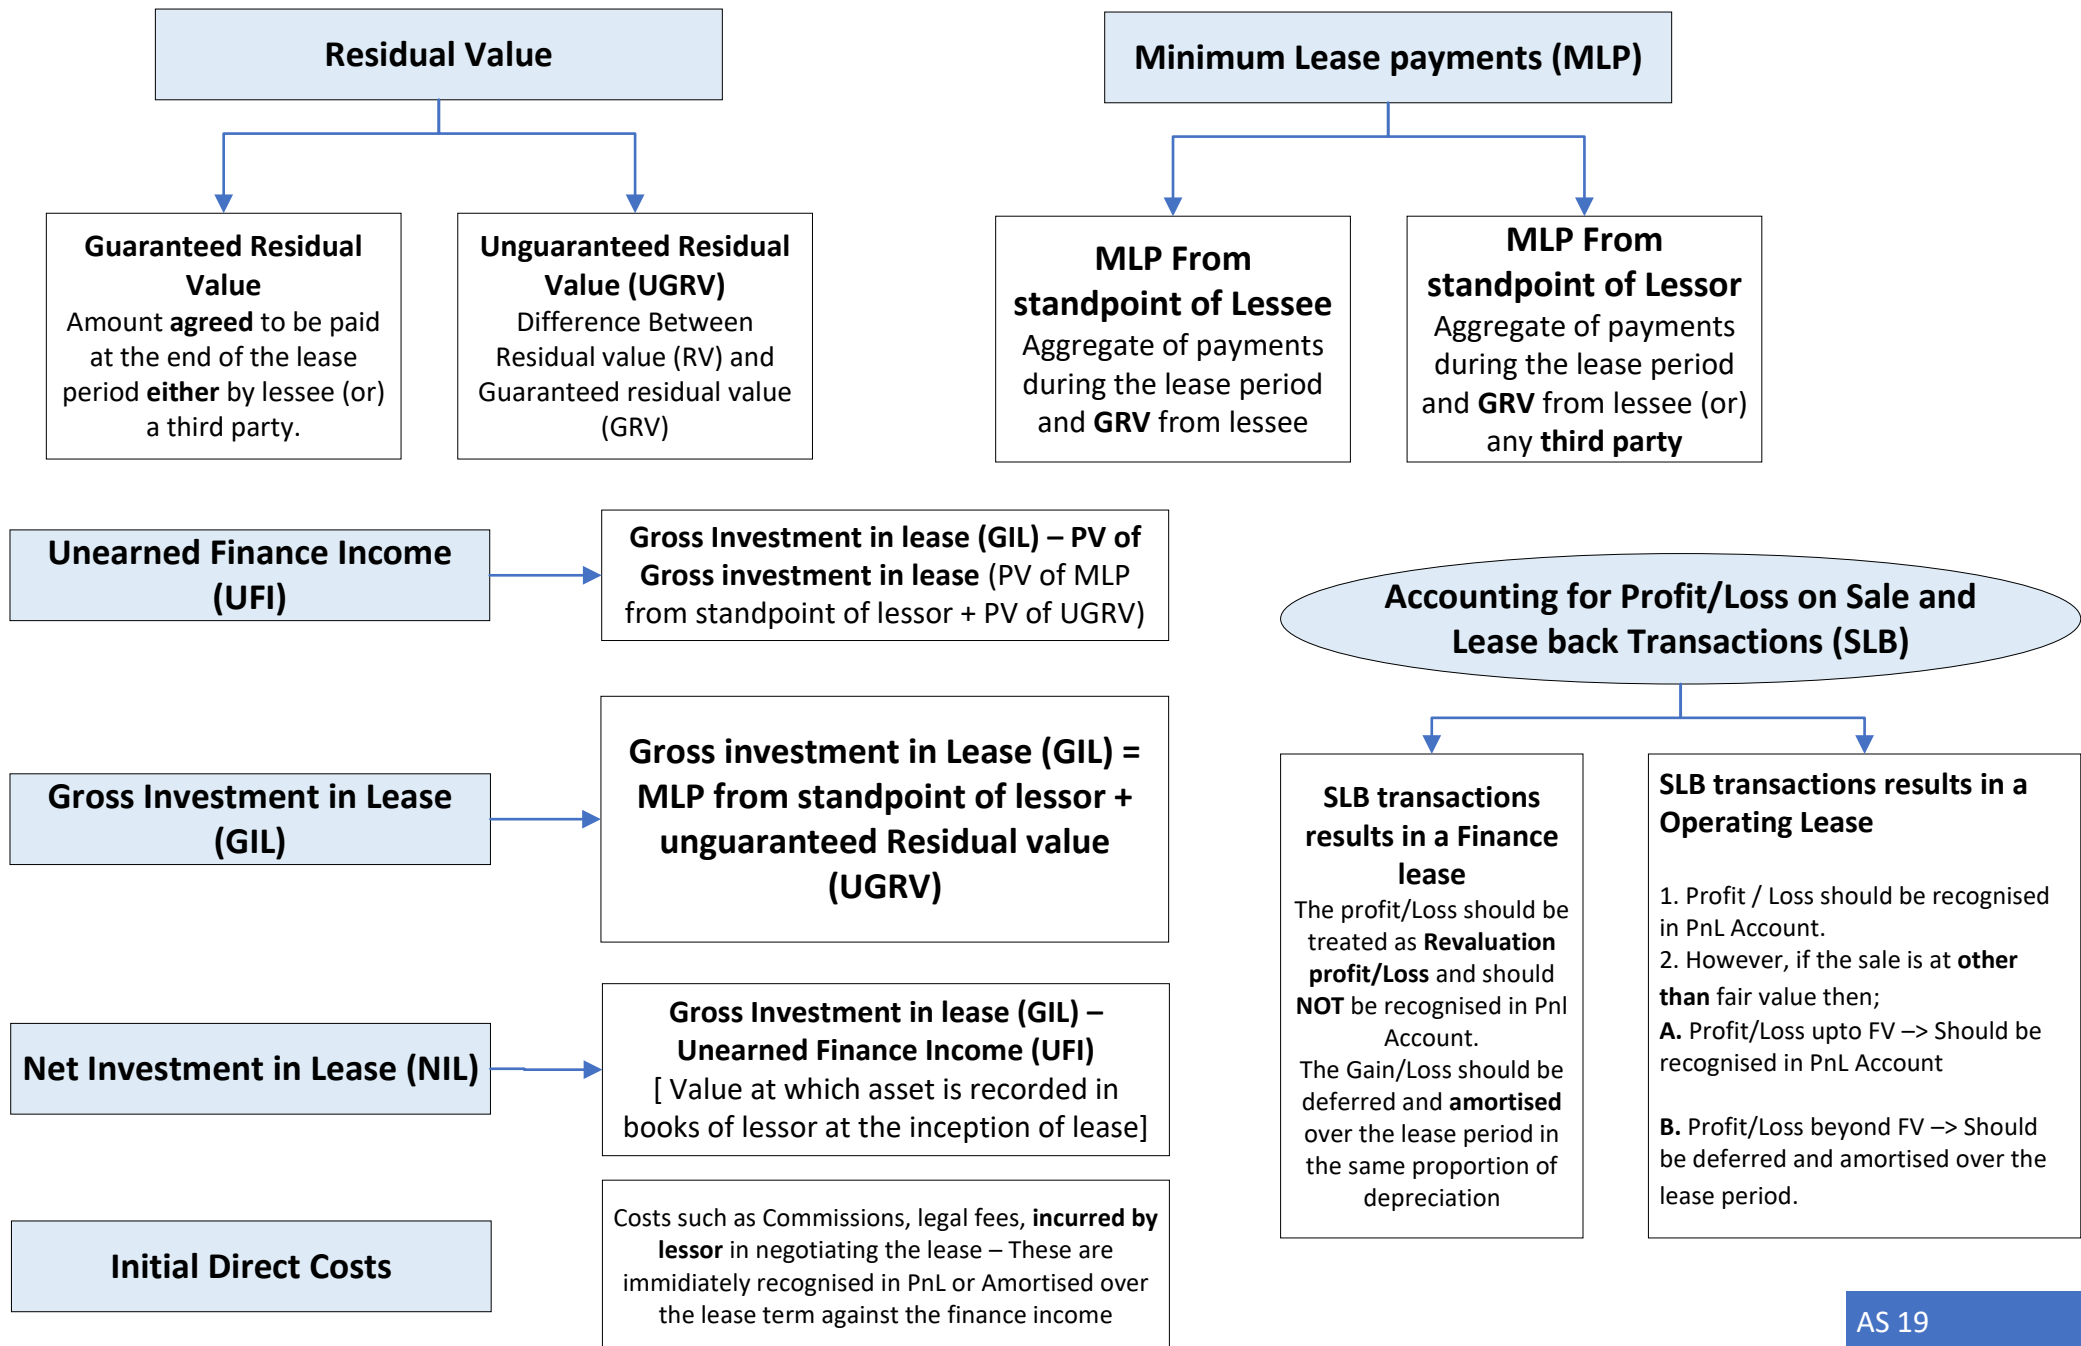 Residual Value
Guaranteed Residual
Value
Amount agreed to be paid
at the end of the lease
period either by lessee (or)
a third party.
Unguaranteed Residual
Value (UGRV)
Difference Between
Residual value (RV) and
Guaranteed residual value
(GRV)
Minimum Lease payments (MLP)
MLP From
standpoint of Lessee
Aggregate of payments
during the lease period
and GRV from lessee
MLP From
standpoint of Lessor
Aggregate of payments
during the lease period
and GRV from lessee (or)
any third party
Unearned Finance Income
(UFI)
Gross Investment in lease (GIL) – PV of
Gross investment in lease (PV of MLP
from standpoint of lessor + PV of UGRV)
Gross Investment in Lease
(GIL)
Gross investment in Lease (GIL) =
MLP from standpoint of lessor +
unguaranteed Residual value
(UGRV)
Net Investment in Lease (NIL)
Gross Investment in lease (GIL) –
Unearned Finance Income (UFI)
[ Value at which asset is recorded in
books of lessor at the inception of lease]
Initial Direct Costs
Costs such as Commissions, legal fees, incurred by
lessor in negotiating the lease – These are
immidiately recognised in PnL or Amortised over
the lease term against the finance income
Accounting for Profit/Loss on Sale and
Lease back Transactions (SLB)
SLB transactions
results in a Finance
lease
The profit/Loss should be
treated as Revaluation
profit/Loss and should
NOT be recognised in Pnl
Account.
The Gain/Loss should be
deferred and amortised
over the lease period in
the same proportion of
depreciation
SLB transactions results in a
Operating Lease
1. Profit / Loss should be recognised
in PnL Account.
2. However, if the sale is at other
than fair value then;
A. Profit/Loss upto FV –> Should be
recognised in PnL Account
B. Profit/Loss beyond FV –> Should
be deferred and amortised over the
lease period.
AS 19